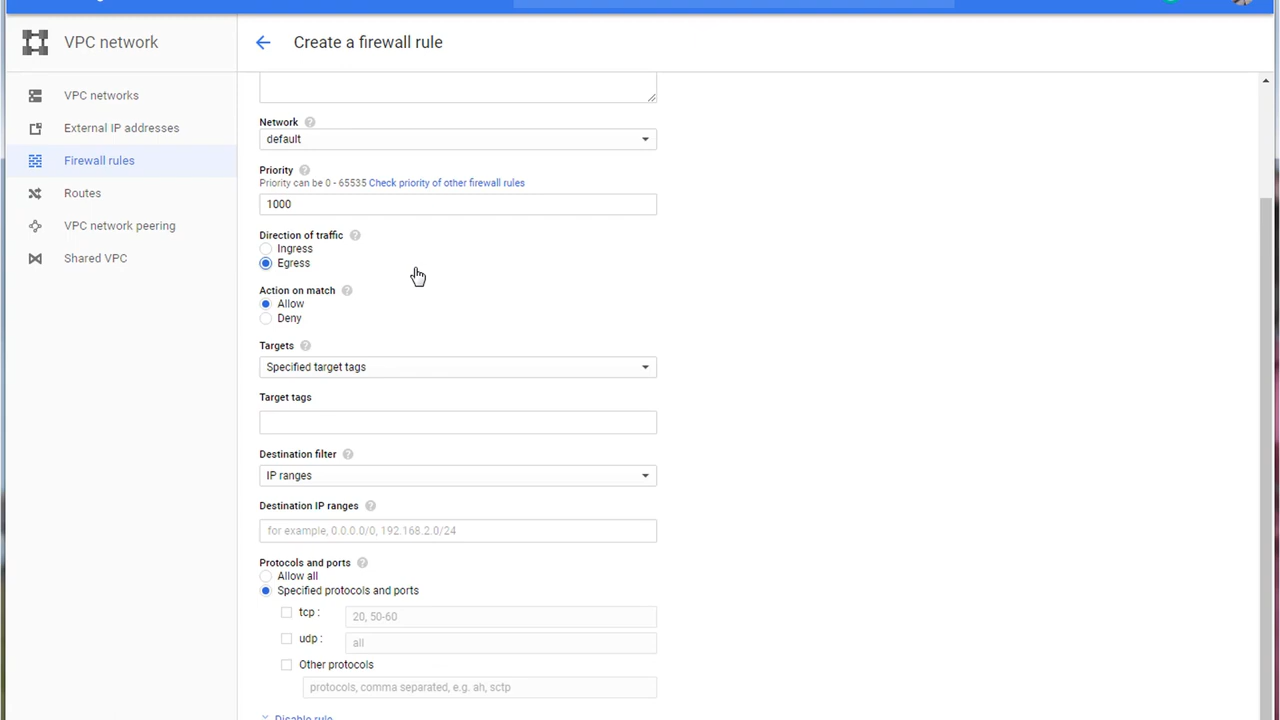 VPC network
Create a firewall rule
VPC networks
External IP addresses
Firewall rules
Routes
VPC network peering
Shared VPC
Network
default
Priority
Priority can be 0 - 65535 Check priority of other firewall rules
1000
Direction of traffic
Ingress
Egress
Action on match
Allow
Deny
Targets
Specified target tags
Target tags
Destination filter
IP ranges
Destination IP ranges
for example, 0.0.0.0/0, 192.168.2.0/24
Protocols and ports
Allow all
Specified protocols and ports
tcp :
20, 50-60
udp :
all
Other protocols
protocols, comma separated, e.g. ah, sctp
Disable rule